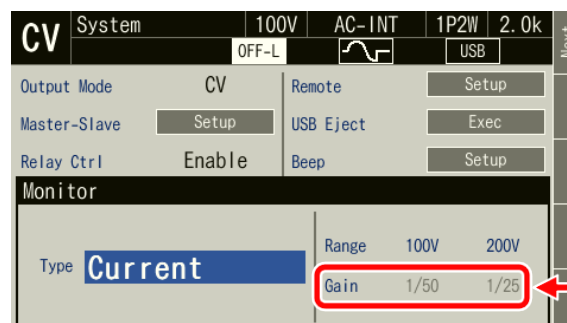 CV System 100V AC-INT 1P2W 2.0k
OFF-L USB
Next
Output Mode CV Remote Setup
Master-Slave Setup USB Eject Exec
Relay Ctrl Enable Beep Setup
Monitor
Range 100V 200V
Type Current
Gain 1/50 1/25